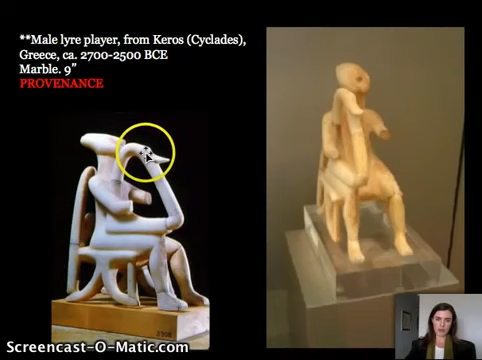 **Male lyre player, from Keros (Cyclades),
Greece, ca. 2700-2500 BCE
Marble. 9”
PROVENANCE
Screencast-O-Matic.com